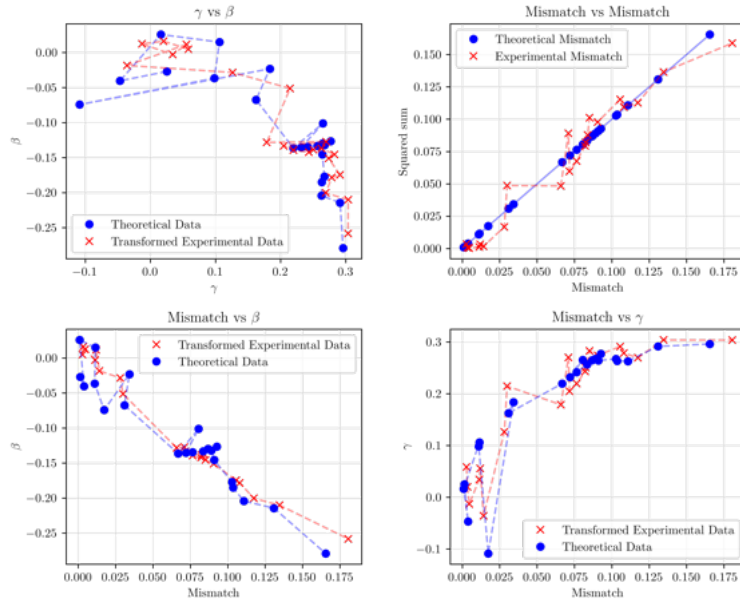 γ vs β
0.00
−0.05
−0.10
−0.15
−0.20
−0.25
β
Theoretical Data
Transformed Experimental Data
−0.1
0.0
0.1
0.2
0.3
γ
Mismatch vs Mismatch
0.150
0.125
0.100
0.075
0.050
0.025
0.000
Squared sum
Theoretical Mismatch
Experimental Mismatch
0.000
0.025
0.050
0.075
0.100
0.125
0.150
0.175
Mismatch
Mismatch vs β
0.00
−0.05
−0.10
−0.15
−0.20
−0.25
β
Transformed Experimental Data
Theoretical Data
0.000
0.025
0.050
0.075
0.100
0.125
0.150
0.175
Mismatch
Mismatch vs γ
0.3
0.2
0.1
0.0
−0.1
γ
Transformed Experimental Data
Theoretical Data
0.000
0.025
0.050
0.075
0.100
0.125
0.150
0.175
Mismatch